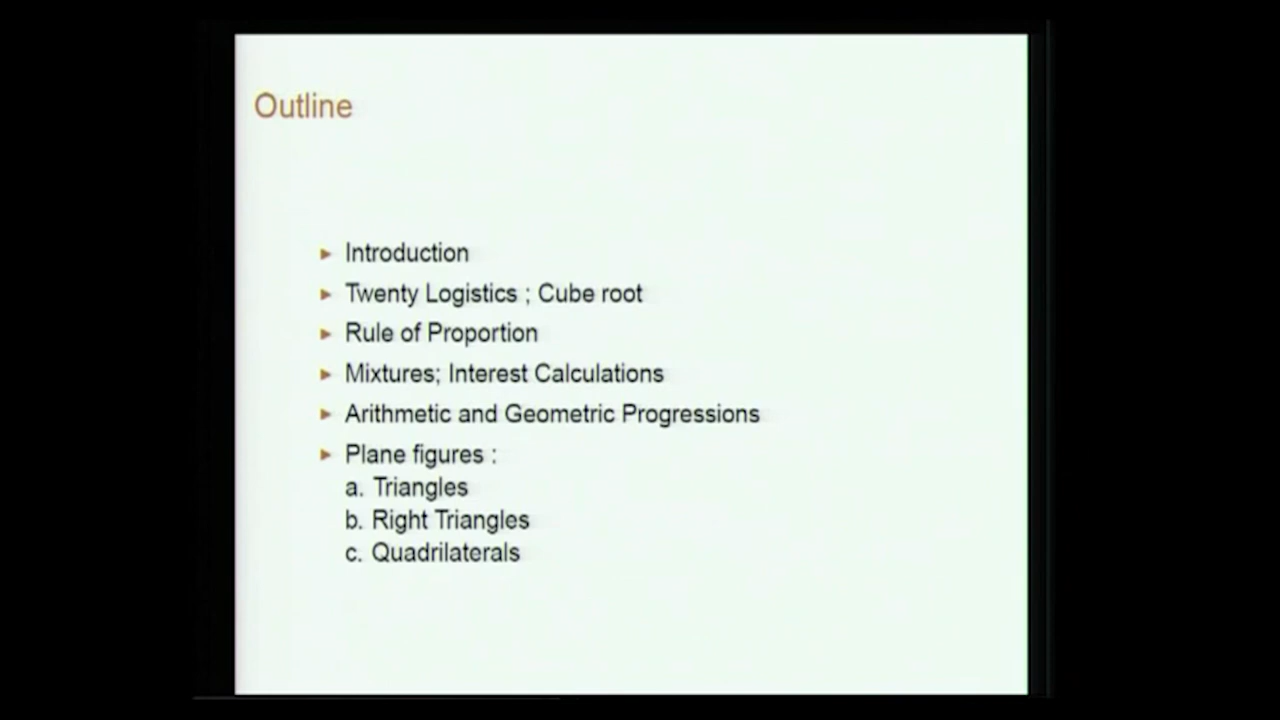 Outline
Introduction
Twenty Logistics ; Cube root
Rule of Proportion
Mixtures; Interest Calculations
Arithmetic and Geometric Progressions
Plane figures :
a. Triangles
b. Right Triangles
c. Quadrilaterals